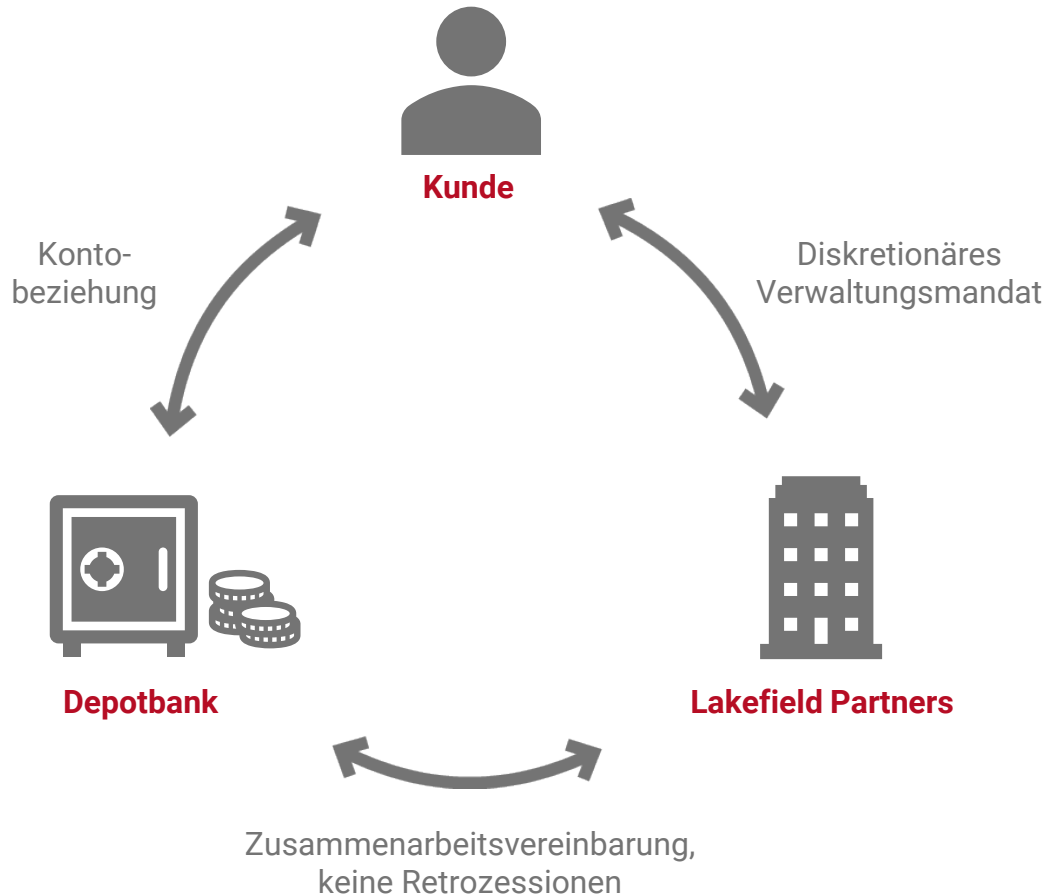 Kunde
Konto-
beziehung
Diskretionäres
Verwaltungsmandat
Depotbank
Lakefield Partners
Zusammenarbeitsvereinbarung,
keine Retrozessionen